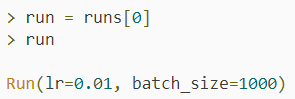 > run = runs[0]
> run
Run(lr=0.01, batch_size=1000)